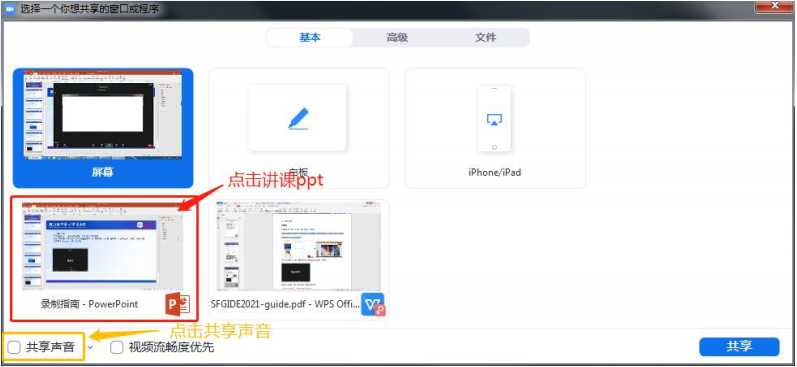 选择一个你想共享的窗口或程序
基本 高级 文件
屏幕
白板
iPhone/iPad
点击讲课ppt
录制指南 - PowerPoint
SFGIDE2021-guide.pdf - WPS Offi...
点击共享声音
共享声音
视频流畅度优先
共享